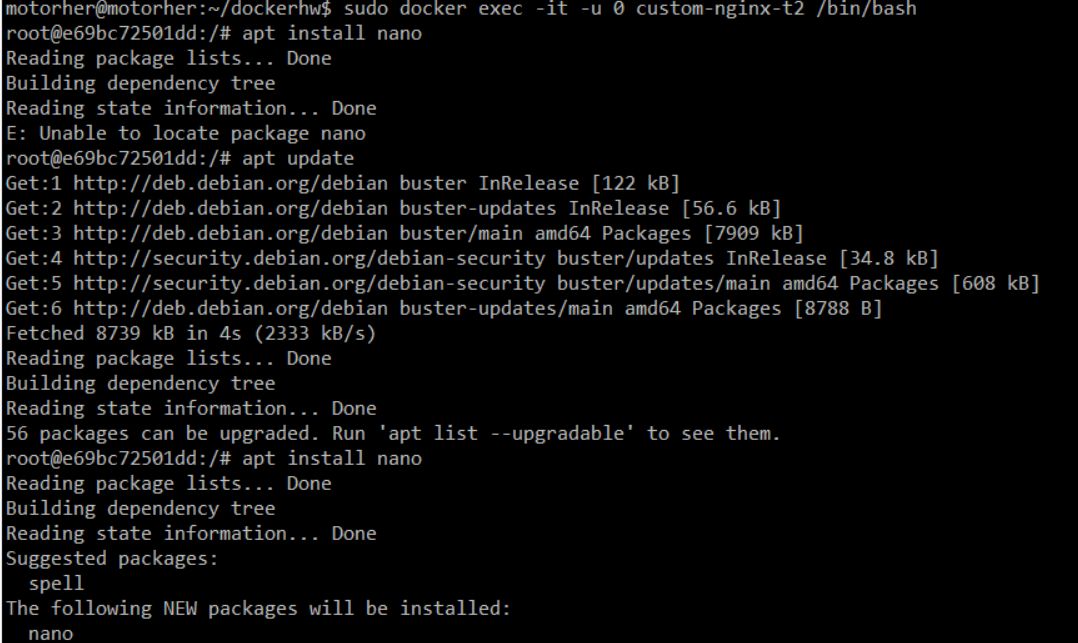 motorher@motorher:~/dockerhw$ sudo docker exec -it -u 0 custom-nginx-t2 /bin/bash
root@e69bc72501dd:/# apt install nano
Reading package lists... Done
Building dependency tree
Reading state information... Done
E: Unable to locate package nano
root@e69bc72501dd:/# apt update
Get:1 http://deb.debian.org/debian buster InRelease [122 kB]
Get:2 http://deb.debian.org/debian buster-updates InRelease [56.6 kB]
Get:3 http://deb.debian.org/debian buster/main amd64 Packages [7909 kB]
Get:4 http://security.debian.org/debian-security buster/updates InRelease [34.8 kB]
Get:5 http://security.debian.org/debian-security buster/updates/main amd64 Packages [608 kB]
Get:6 http://deb.debian.org/debian buster-updates/main amd64 Packages [8788 B]
Fetched 8739 kB in 4s (2333 kB/s)
Reading package lists... Done
Building dependency tree
Reading state information... Done
56 packages can be upgraded. Run 'apt list --upgradable' to see them.
root@e69bc72501dd:/# apt install nano
Reading package lists... Done
Building dependency tree
Reading state information... Done
Suggested packages:
  spell
The following NEW packages will be installed:
  nano